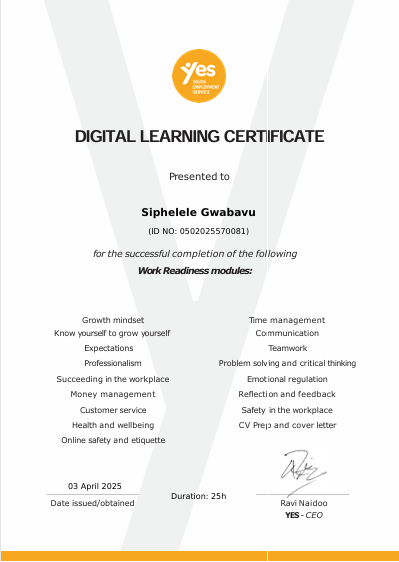 yes
YOUTH
EMPLOYMENT
SERVICE
DIGITAL LEARNING CERTIFICATE
Presented to
Siphelele Gwabavu
(ID NO: 0502025570081)
for the successful completion of the following
Work Readiness modules:
Growth mindset
Know yourself to grow yourself
Expectations
Professionalism
Succeeding in the workplace
Money management
Customer service
Health and wellbeing
Online safety and etiquette
Time management
Communication
Teamwork
Problem solving and critical thinking
Emotional regulation
Reflection and feedback
Safety in the workplace
CV Prep and cover letter
03 April 2025
Date issued/obtained
Duration: 25h
Ravi Naidoo
YES - CEO